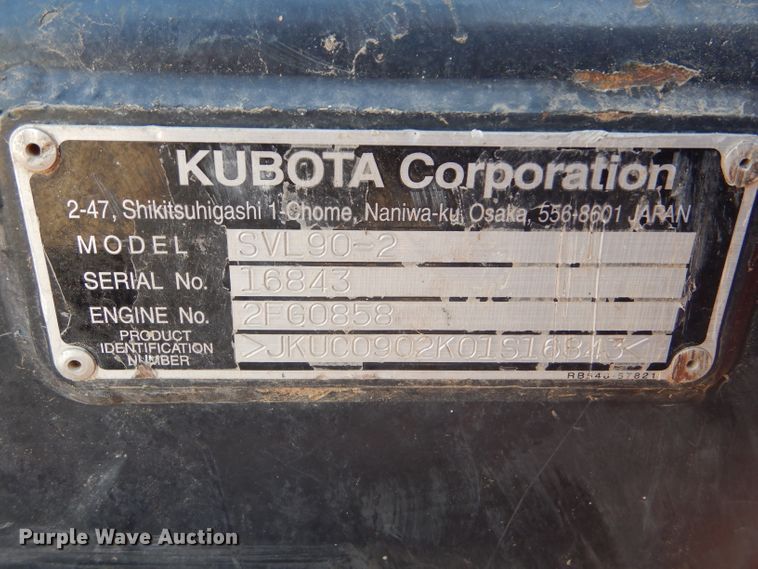 KUBOTA Corporation
2-47, Shikitsuhigashi 1-Chome, Naniwa-ku, Osaka, 556-8601 JAPAN
MODEL SVL90-2
SERIAL No. 16843
ENGINE No. 2FG0858
PRODUCT IDENTIFICATION NUMBER >JKUC0902K01S16843<
Purple Wave Auction